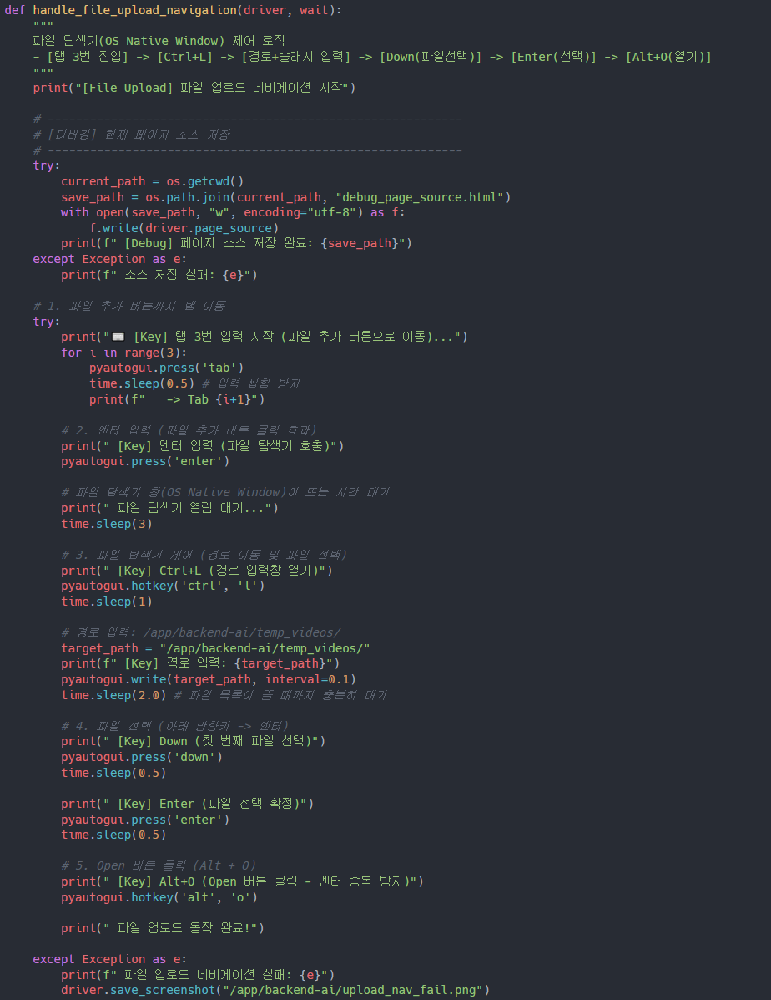 def handle_file_upload_navigation(driver, wait):
    """
    파일 탐색기(OS Native Window) 제어 로직
    - [탭 3번 진입] -> [Ctrl+L] -> [경로+슬래시 입력] -> [Down(파일선택)] -> [Enter(선택)] -> [Alt+O(열기)]
    """
    print("[File Upload] 파일 업로드 네비게이션 시작")

    # -----------------------------------------------------------
    # [디버깅] 현재 페이지 소스 저장
    # -----------------------------------------------------------
    try:
        current_path = os.getcwd()
        save_path = os.path.join(current_path, "debug_page_source.html")
        with open(save_path, "w", encoding="utf-8") as f:
            f.write(driver.page_source)
        print(f" [Debug] 페이지 소스 저장 완료: {save_path}")
    except Exception as e:
        print(f" 소스 저장 실패: {e}")

    # 1. 파일 추가 버튼까지 탭 이동
    try:
        print("⌨️ [Key] 탭 3번 입력 시작 (파일 추가 버튼으로 이동)...")
        for i in range(3):
            pyautogui.press('tab')
            time.sleep(0.5) # 입력 씹힘 방지
            print(f"   -> Tab {i+1}")

        # 2. 엔터 입력 (파일 추가 버튼 클릭 효과)
        print(" [Key] 엔터 입력 (파일 탐색기 호출)")
        pyautogui.press('enter')

        # 파일 탐색기 창(OS Native Window)이 뜨는 시간 대기
        print(" 파일 탐색기 열림 대기...")
        time.sleep(3)

        # 3. 파일 탐색기 제어 (경로 이동 및 파일 선택)
        print(" [Key] Ctrl+L (경로 입력창 열기)")
        pyautogui.hotkey('ctrl', 'l')
        time.sleep(1)

        # 경로 입력: /app/backend-ai/temp_videos/
        target_path = "/app/backend-ai/temp_videos/"
        print(f" [Key] 경로 입력: {target_path}")
        pyautogui.write(target_path, interval=0.1)
        time.sleep(2.0) # 파일 목록이 뜰 때까지 충분히 대기

        # 4. 파일 선택 (아래 방향키 -> 엔터)
        print(" [Key] Down (첫 번째 파일 선택)")
        pyautogui.press('down')
        time.sleep(0.5)

        print(" [Key] Enter (파일 선택 확정)")
        pyautogui.press('enter')
        time.sleep(0.5)

        # 5. Open 버튼 클릭 (Alt + O)
        print(" [Key] Alt+O (Open 버튼 클릭 - 엔터 중복 방지)")
        pyautogui.hotkey('alt', 'o')

        print(" 파일 업로드 동작 완료!")

    except Exception as e:
        print(f" 파일 업로드 네비게이션 실패: {e}")
        driver.save_screenshot("/app/backend-ai/upload_nav_fail.png")